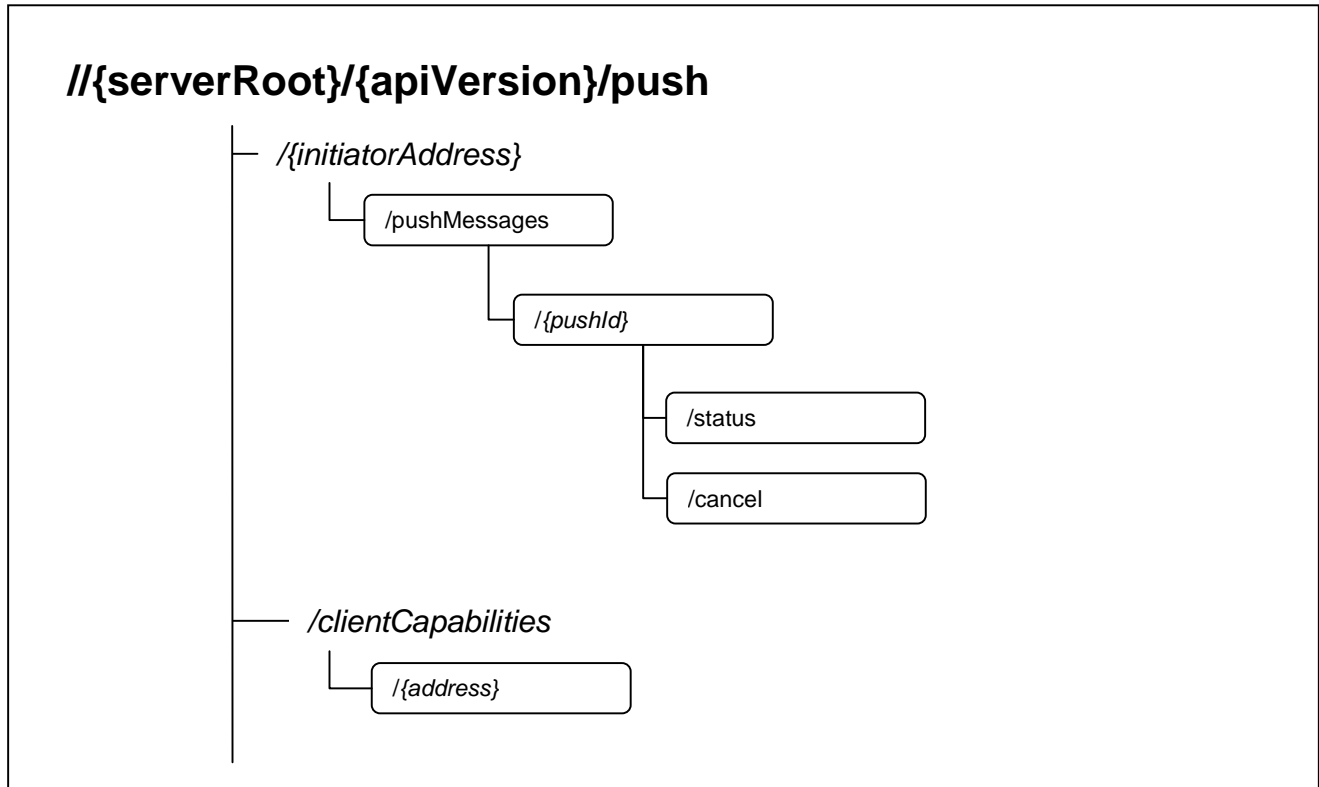 //{serverRoot}/{apiVersion}/push
/{initiatorAddress}
/pushMessages
/{pushId}
/status
/cancel
/clientCapabilities
/{address}